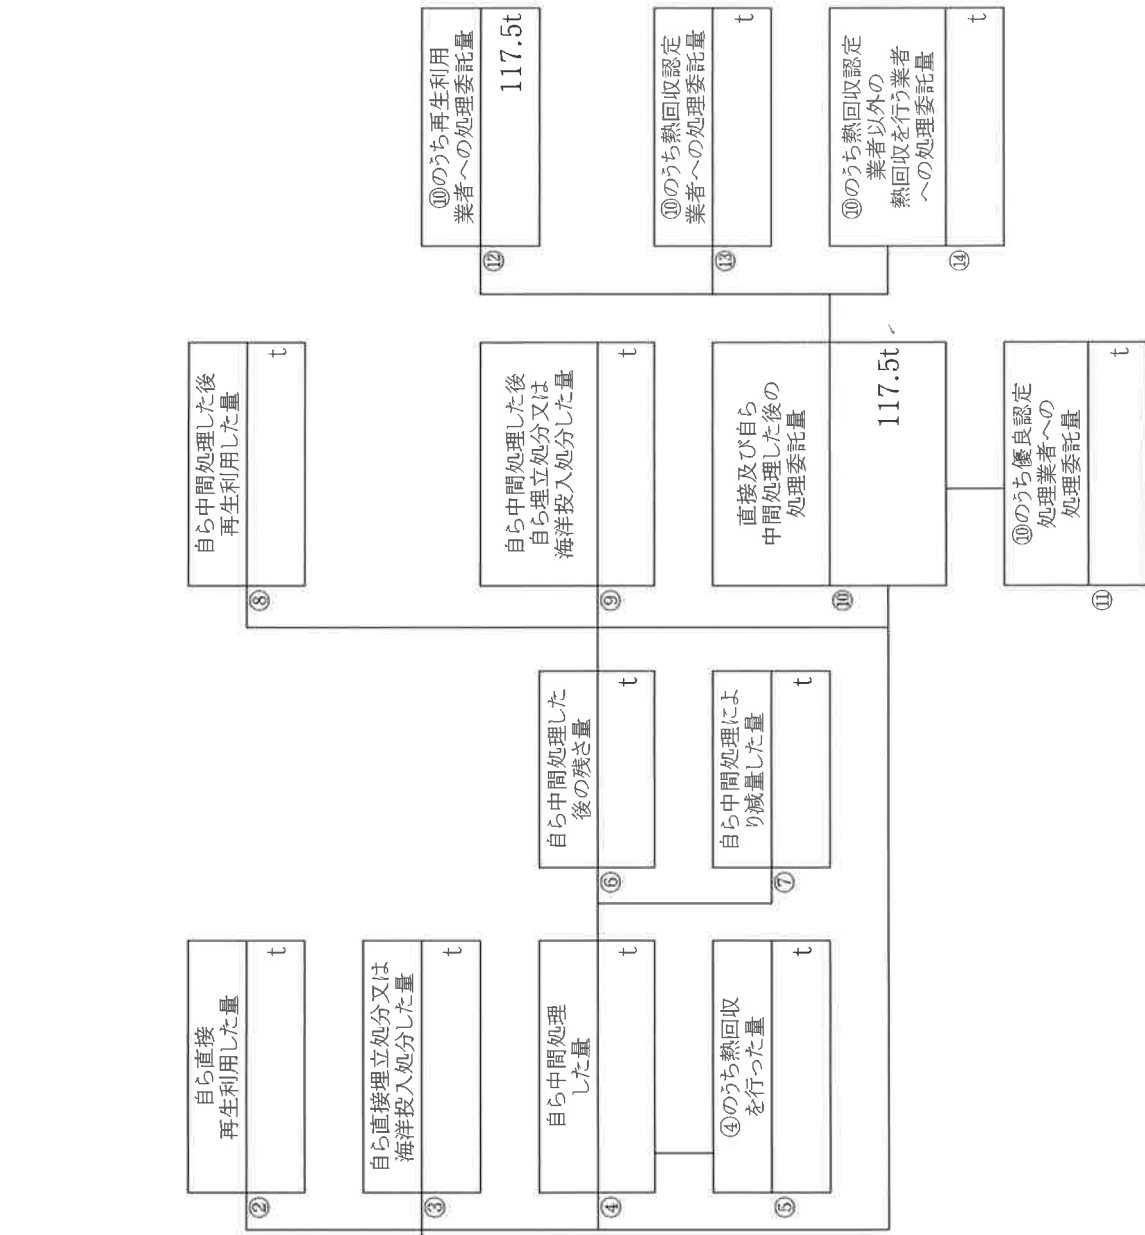 ②
自ら直接
再生利用した量
t
③
自ら直接埋立処分又は
海洋投入処分した量
t
④
自ら中間処理
した量
t
⑤
④のうち熱回収
を行った量
t
⑥
自ら中間処理した
後の残さ量
t
⑦
自ら中間処理によ
り減量した量
t
⑧
自ら中間処理した後
再生利用した量
t
⑨
自ら中間処理した後
自ら埋立処分又は
海洋投入処分した量
t
⑩
直接及び自ら
中間処理した後の
処理委託量
117.5t
⑪
⑩のうち優良認定
処理業者への
処理委託量
t
⑫
⑩のうち再生利用
業者への処理委託量
117.5t
⑬
⑩のうち熱回収認定
業者への処理委託量
t
⑭
⑩のうち熱回収認定
業者以外の
熱回収を行う業者
への処理委託量
t